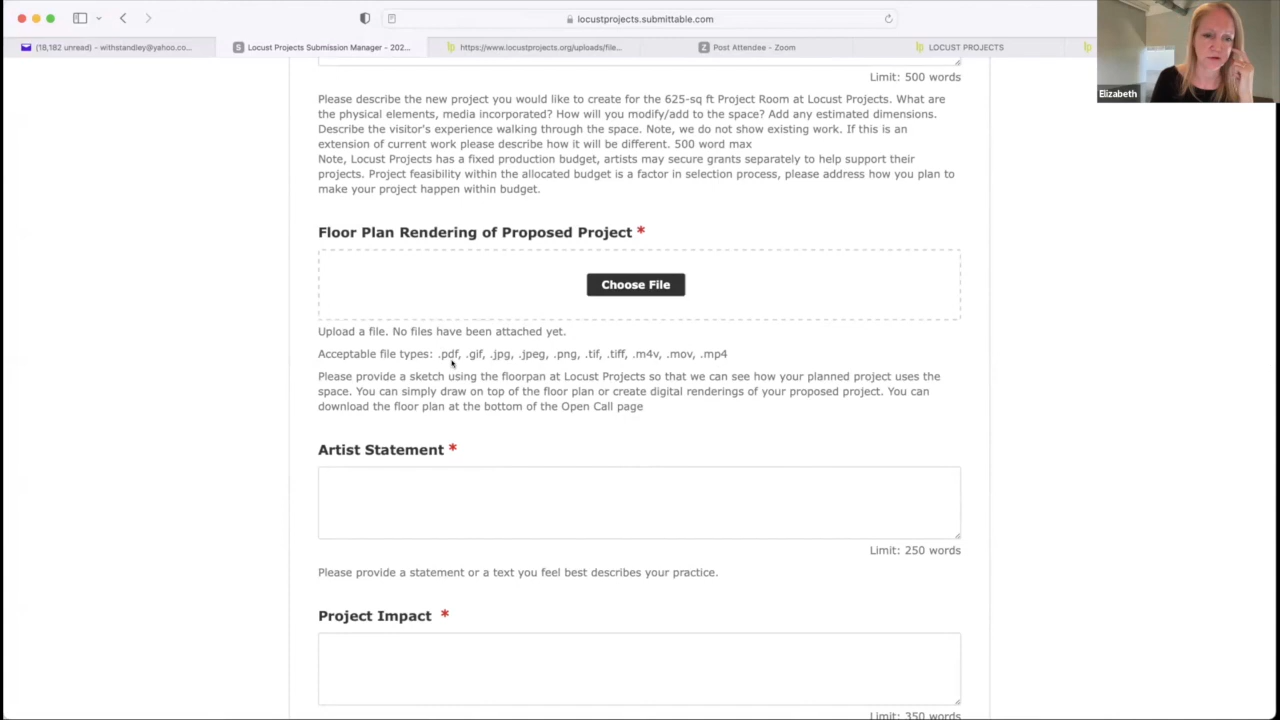 locustprojects.submittable.com
(18,182 unread) - withstandley@yahoo.co...
Locust Projects Submission Manager - 202...
https://www.locustprojects.org/uploads/file...
Post Attendee - Zoom
LOCUST PROJECTS
Elizabeth
Limit: 500 words
Please describe the new project you would like to create for the 625-sq ft Project Room at Locust Projects. What are
the physical elements, media incorporated? How will you modify/add to the space? Add any estimated dimensions.
Describe the visitor's experience walking through the space. Note, we do not show existing work. If this is an
extension of current work please describe how it will be different. 500 word max
Note, Locust Projects has a fixed production budget, artists may secure grants separately to help support their
projects. Project feasibility within the allocated budget is a factor in selection process, please address how you plan to
make your project happen within budget.
Floor Plan Rendering of Proposed Project *
Choose File
Upload a file. No files have been attached yet.
Acceptable file types: .pdf, .gif, .jpg, .jpeg, .png, .tif, .tiff, .m4v, .mov, .mp4
Please provide a sketch using the floorpan at Locust Projects so that we can see how your planned project uses the
space. You can simply draw on top of the floor plan or create digital renderings of your proposed project. You can
download the floor plan at the bottom of the Open Call page
Artist Statement *
Limit: 250 words
Please provide a statement or a text you feel best describes your practice.
Project Impact *
Limit: 350 words